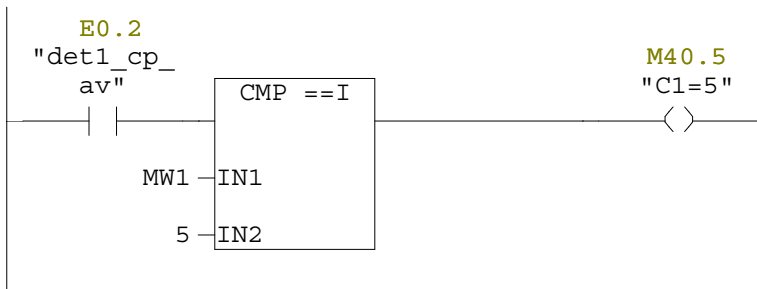 E0.2
"det1_cp_
av"
CMP ==I
M40.5
"C1=5"
MW1
IN1
5
IN2